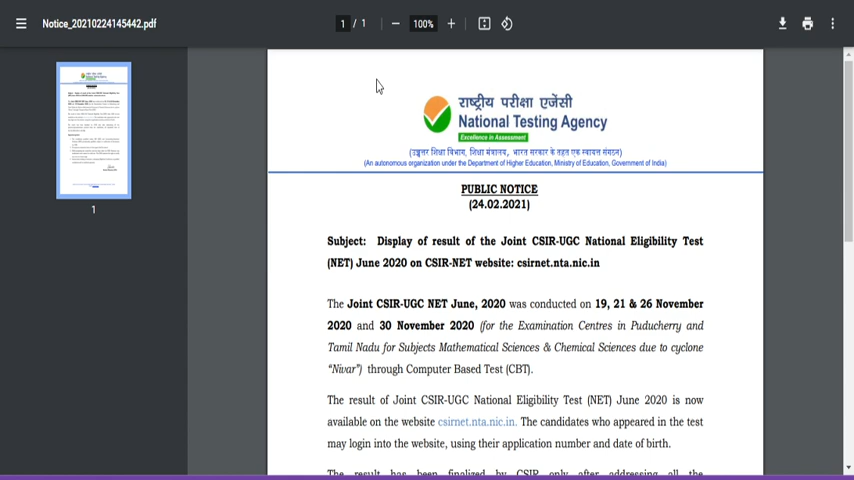 Notice_20210224145442.pdf
1 / 1
100%
राष्ट्रीय परीक्षा एजेंसी
National Testing Agency
Excellence in Assessment
(उच्चतर शिक्षा विभाग, शिक्षा मंत्रालय, भारत सरकार के तहत एक स्वायत्त संगठन)
(An autonomous organization under the Department of Higher Education, Ministry of Education, Government of India)
PUBLIC NOTICE
(24.02.2021)
Subject: Display of result of the Joint CSIR-UGC National Eligibility Test
(NET) June 2020 on CSIR-NET website: csirnet.nta.nic.in
The Joint CSIR-UGC NET June, 2020 was conducted on 19, 21 & 26 November
2020 and 30 November 2020 (for the Examination Centres in Puducherry and
Tamil Nadu for Subjects Mathematical Sciences & Chemical Sciences due to cyclone
“Nivar”) through Computer Based Test (CBT).
The result of Joint CSIR-UGC National Eligibility Test (NET) June 2020 is now
available on the website csirnet.nta.nic.in. The candidates who appeared in the test
may login into the website, using their application number and date of birth.
The result has been finalized by CSIR only after addressing all the
1